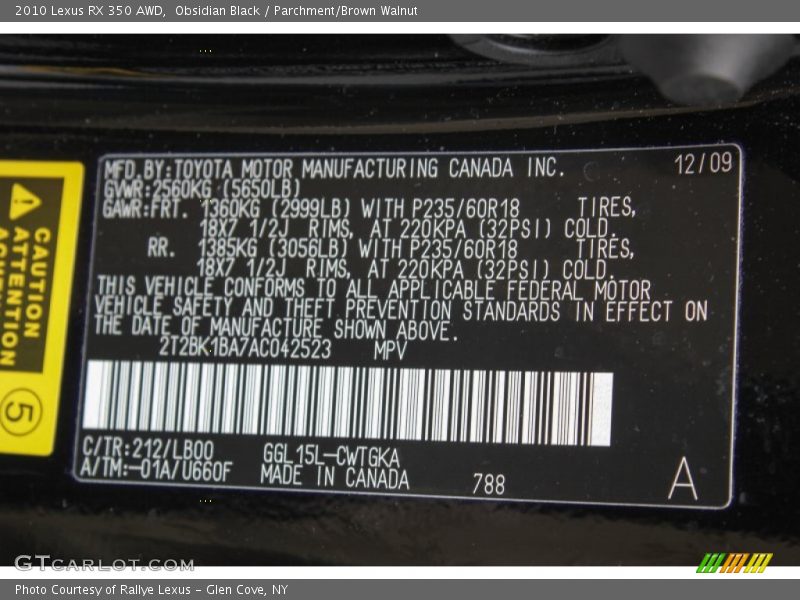 2010 Lexus RX 350 AWD,  Obsidian Black / Parchment/Brown Walnut
MFD.BY:TOYOTA MOTOR MANUFACTURING CANADA INC. 12/09
GVWR:2560KG (5650LB)
GAWR:FRT. 1360KG (2999LB) WITH P235/60R18 TIRES,
18X7 1/2J RIMS, AT 220KPA (32PSI) COLD.
RR. 1385KG (3056LB) WITH P235/60R18 TIRES,
18X7 1/2J RIMS, AT 220KPA (32PSI) COLD.
THIS VEHICLE CONFORMS TO ALL APPLICABLE FEDERAL MOTOR
VEHICLE SAFETY AND THEFT PREVENTION STANDARDS IN EFFECT ON
THE DATE OF MANUFACTURE SHOWN ABOVE.
2T2BK1BA7AC042523 MPV
C/TR:212/LB00 GGL15L-CWTGKA
A/TM:-01A/U660F MADE IN CANADA 788 A
CAUTION
ATTENTION
5
GTCARLOT.COM
Photo Courtesy of Rallye Lexus - Glen Cove, NY